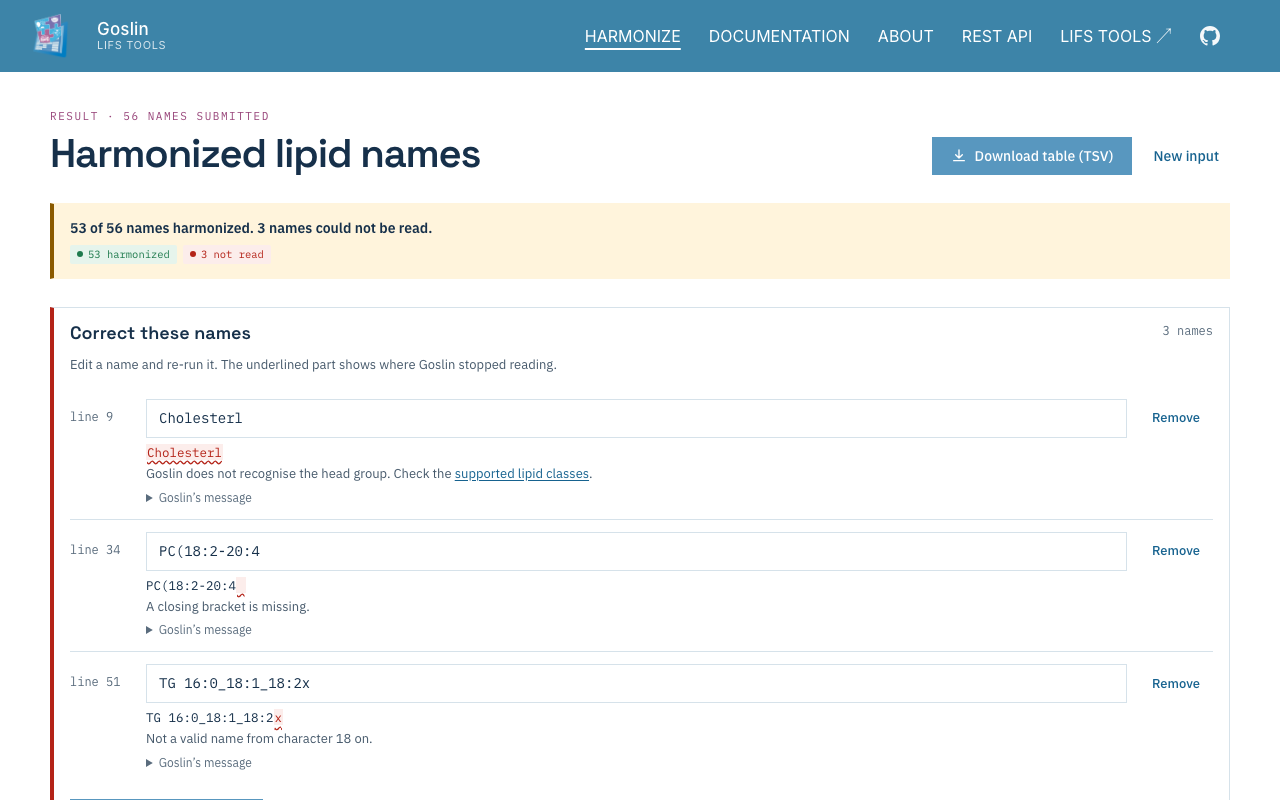 Goslin
LIFS TOOLS
HARMONIZE DOCUMENTATION ABOUT REST API LIFS TOOLS ↗
RESULT · 56 NAMES SUBMITTED
Harmonized lipid names
Download table (TSV) New input
53 of 56 names harmonized. 3 names could not be read.
53 harmonized 3 not read
Correct these names 3 names
Edit a name and re-run it. The underlined part shows where Goslin stopped reading.
line 9 Cholesterl Remove
Cholesterl
Goslin does not recognise the head group. Check the supported lipid classes.
Goslin’s message
line 34 PC(18:2-20:4 Remove
PC(18:2-20:4
A closing bracket is missing.
Goslin’s message
line 51 TG 16:0_18:1_18:2x Remove
TG 16:0_18:1_18:2x
Not a valid name from character 18 on.
Goslin’s message